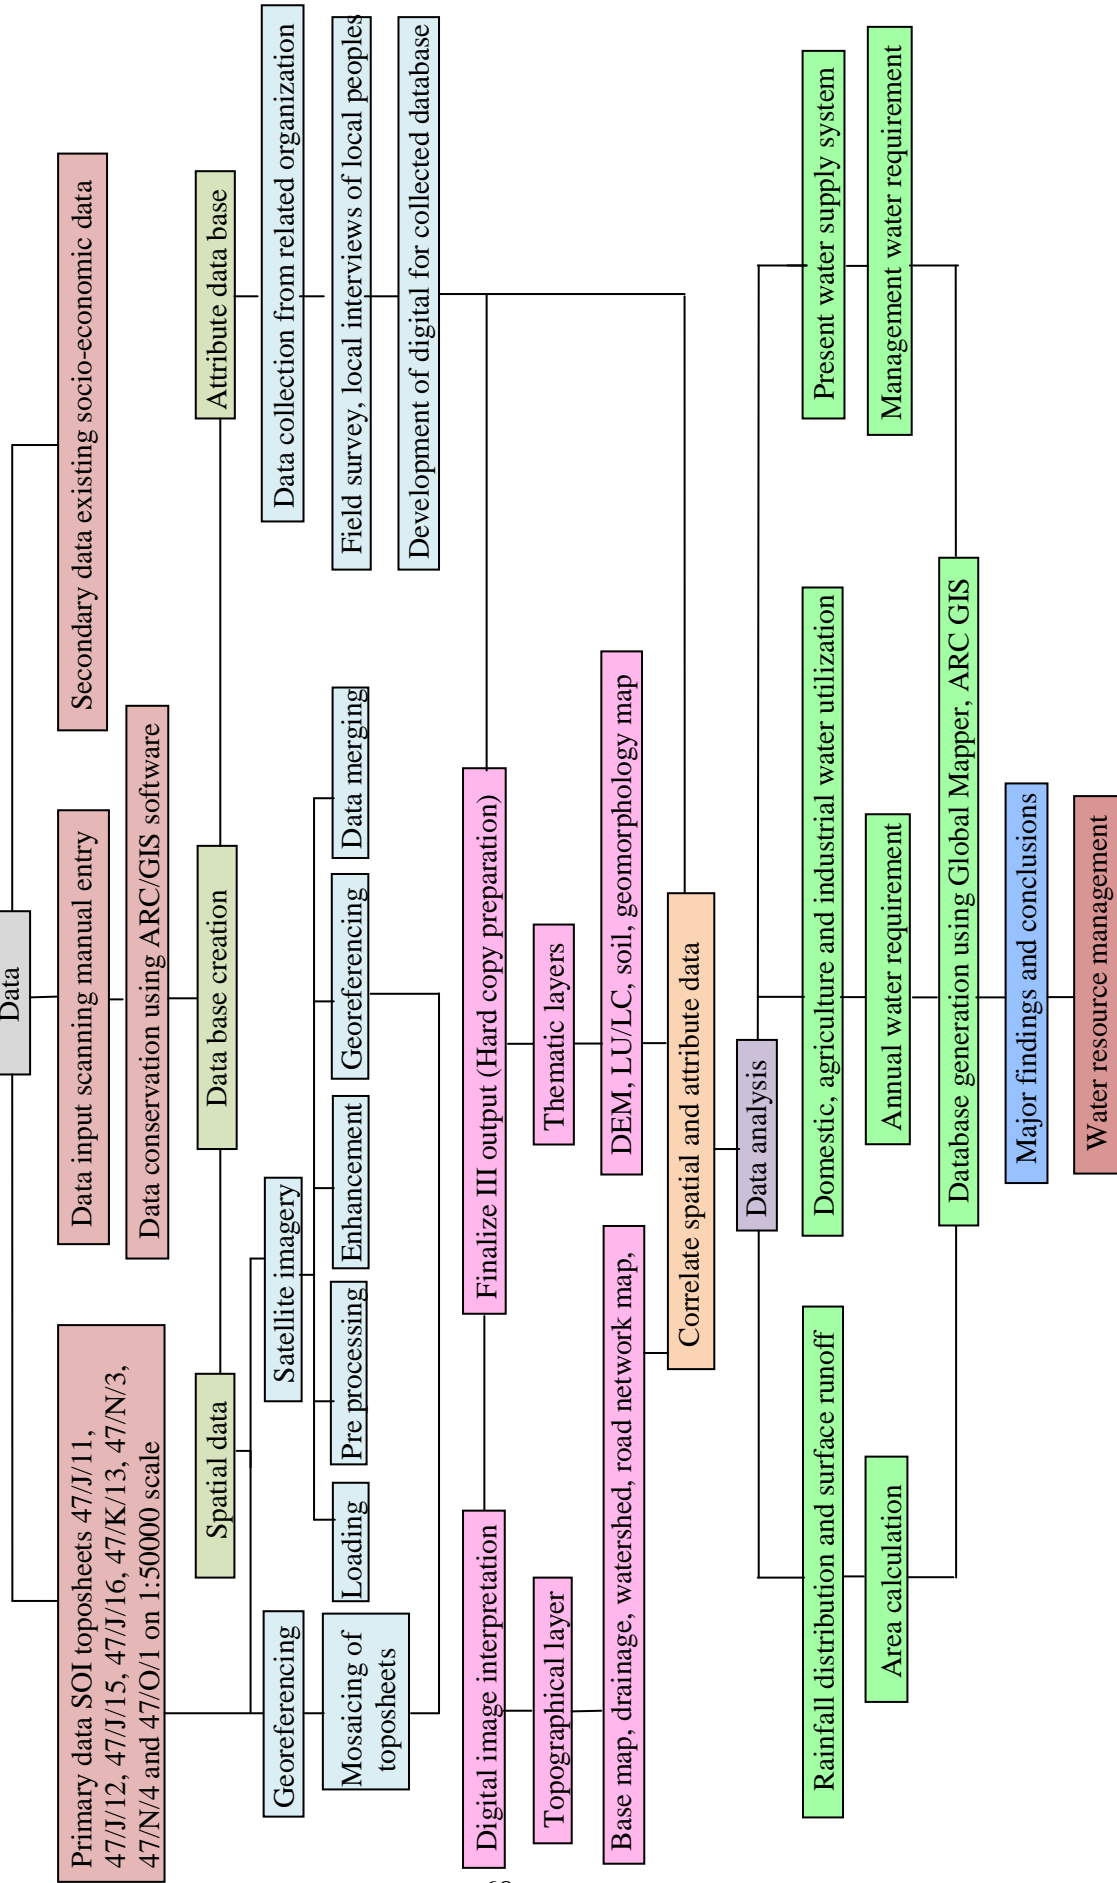 Data
Primary data SOI toposheets 47/J/11,
47/J/12, 47/J/15, 47/J/16, 47/K/13, 47/N/3,
47/N/4 and 47/O/1 on 1:50000 scale
Data input scanning manual entry
Secondary data existing socio-economic data
Data conservation using ARC/GIS software
Spatial data
Data base creation
Attribute data base
Georeferencing
Satellite imagery
Data collection from related organization
Mosaicing of
toposheets
Loading
Pre processing
Enhancement
Georeferencing
Data merging
Field survey, local interviews of local peoples
Development of digital for collected database
Digital image interpretation
Finalize III output (Hard copy preparation)
Topographical layer
Thematic layers
Base map, drainage, watershed, road network map,
DEM, LU/LC, soil, geomorphology map
Correlate spatial and attribute data
Data analysis
Rainfall distribution and surface runoff
Domestic, agriculture and industrial water utilization
Present water supply system
Area calculation
Annual water requirement
Management water requirement
Database generation using Global Mapper, ARC GIS
Major findings and conclusions
Water resource management